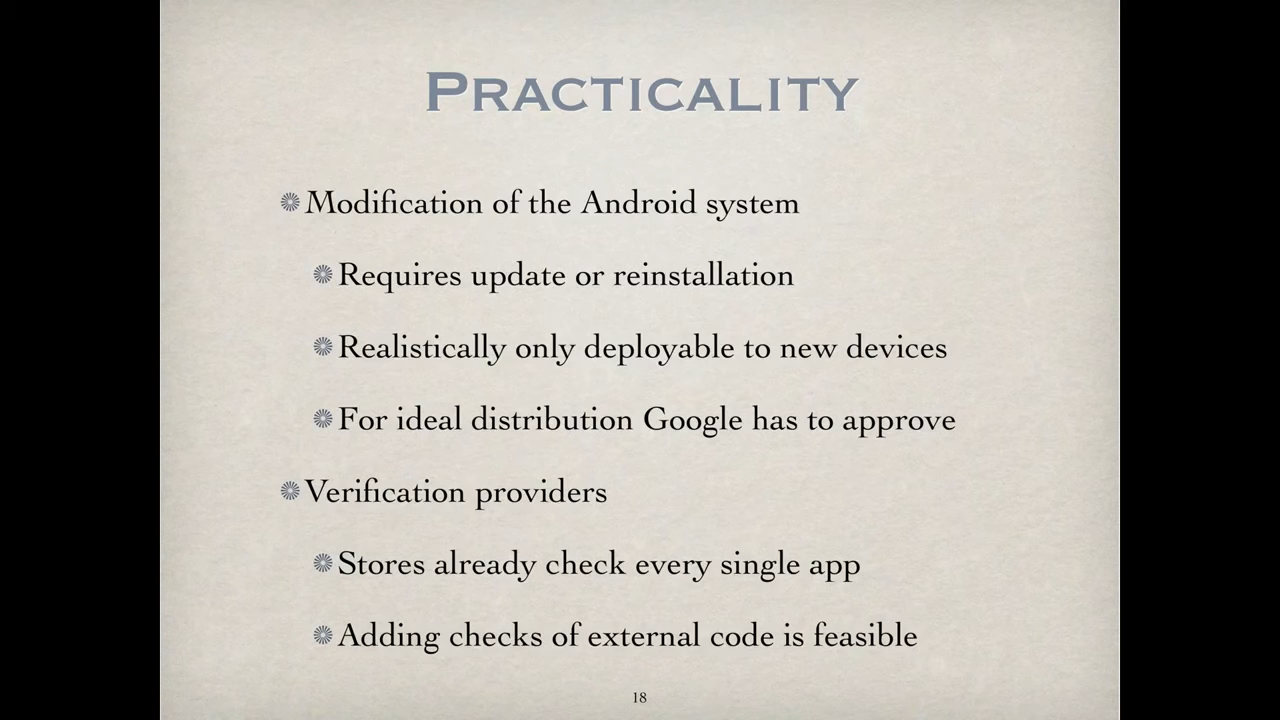 Practicality
Modification of the Android system
Requires update or reinstallation
Realistically only deployable to new devices
For ideal distribution Google has to approve
Verification providers
Stores already check every single app
Adding checks of external code is feasible
18